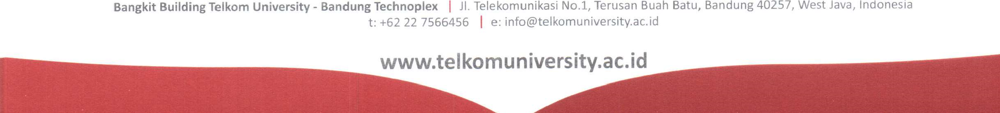 Bangkit Building Telkom University - Bandung Technoplex | Jl. Telekomunikasi No.1, Terusan Buah Batu, Bandung 40257, West Java, Indonesia
t: +62 22 7566456 | e: info@telkomuniversity.ac.id
www.telkomuniversity.ac.id